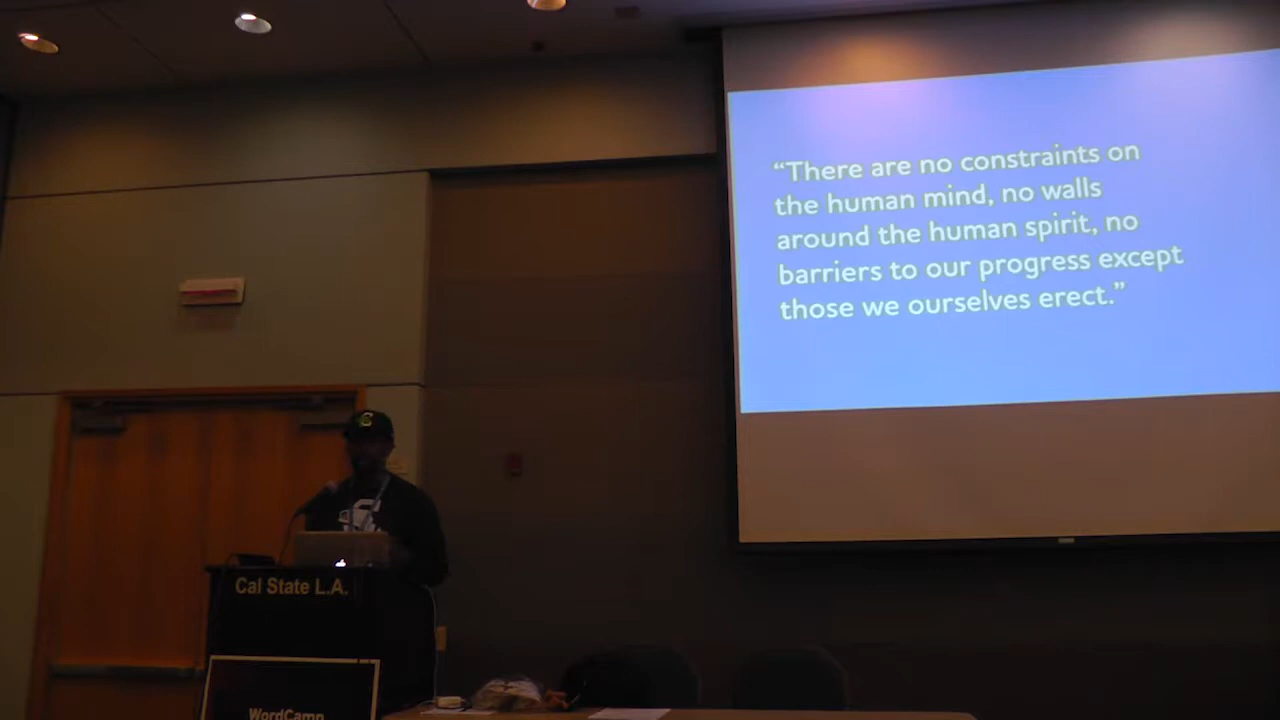 “There are no constraints on
the human mind, no walls
around the human spirit, no
barriers to our progress except
those we ourselves erect.”
Cal State L.A.
WordCamp